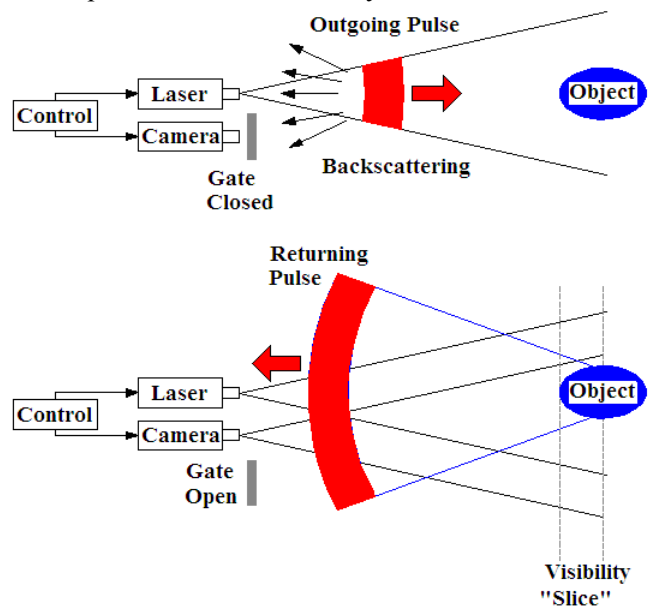 Outgoing Pulse
Laser
Control
Camera
Object
Backscattering
Gate
Closed
Returning
Pulse
Laser
Control
Camera
Object
Gate
Open
Visibility
"Slice"